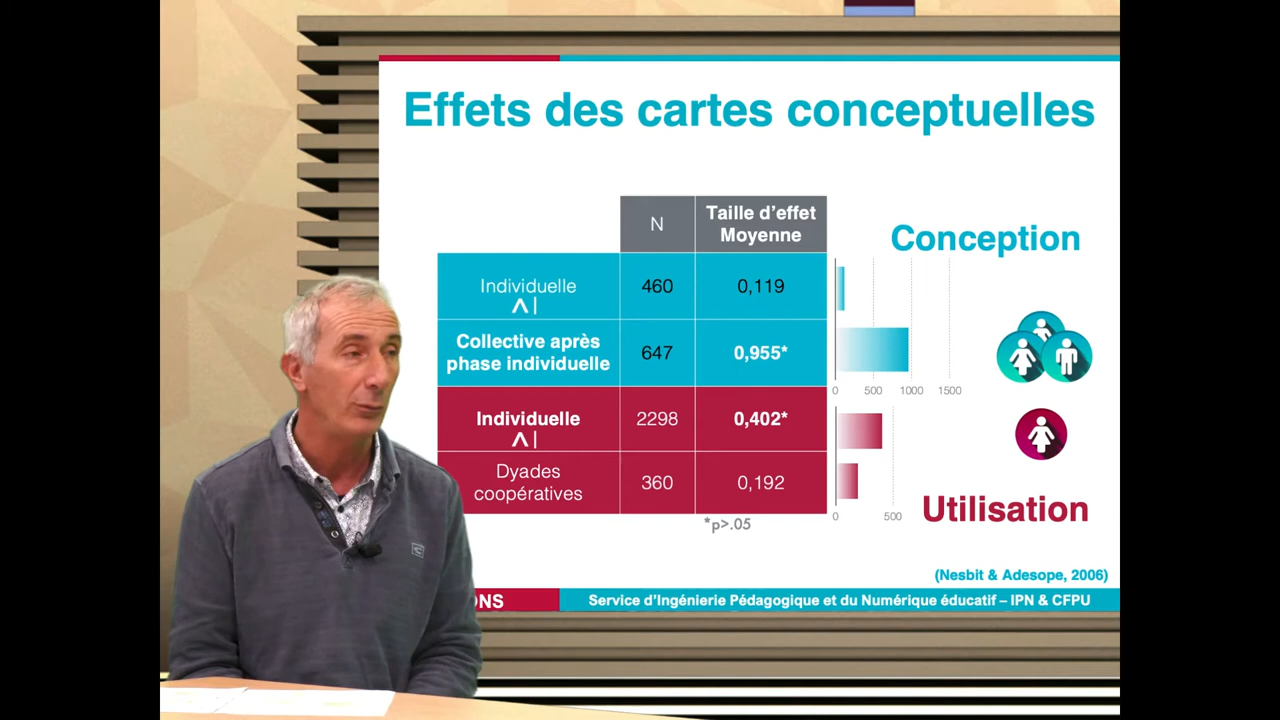 Effets des cartes conceptuelles
N
Taille d'effet
Moyenne
Individuelle
460
0,119
Collective après
phase individuelle
647
0,955*
Individuelle
2298
0,402*
Dyades
coopératives
360
0,192
*p>.05
Conception
0 500 1000 1500
0 500
Utilisation
(Nesbit & Adesope, 2006)
ONS
Service d'Ingénierie Pédagogique et du Numérique éducatif – IPN & CFPU